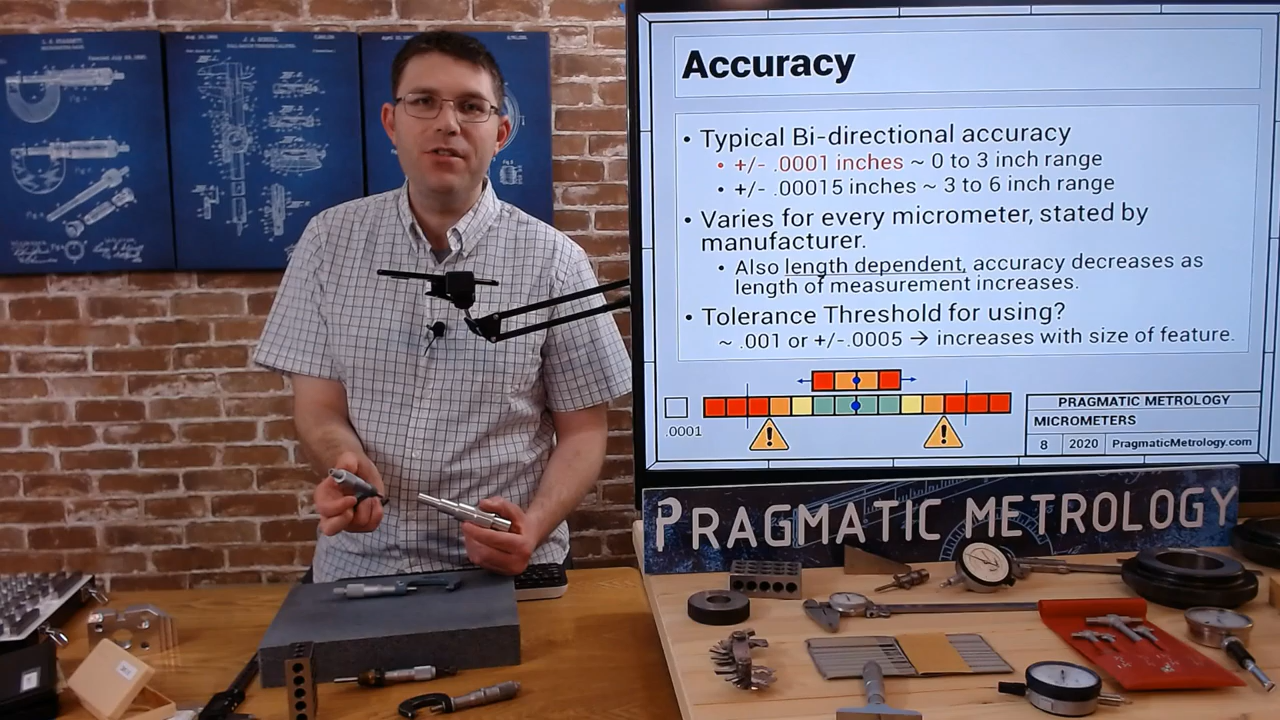 Accuracy
• Typical Bi-directional accuracy
• +/- .0001 inches ~ 0 to 3 inch range
• +/- .00015 inches ~ 3 to 6 inch range
• Varies for every micrometer, stated by
manufacturer.
• Also length dependent, accuracy decreases as
length of measurement increases.
• Tolerance Threshold for using?
~ .001 or +/-.0005 → increases with size of feature.
.0001
PRAGMATIC METROLOGY
MICROMETERS
8 2020 PragmaticMetrology.com
PRAGMATIC METROLOGY